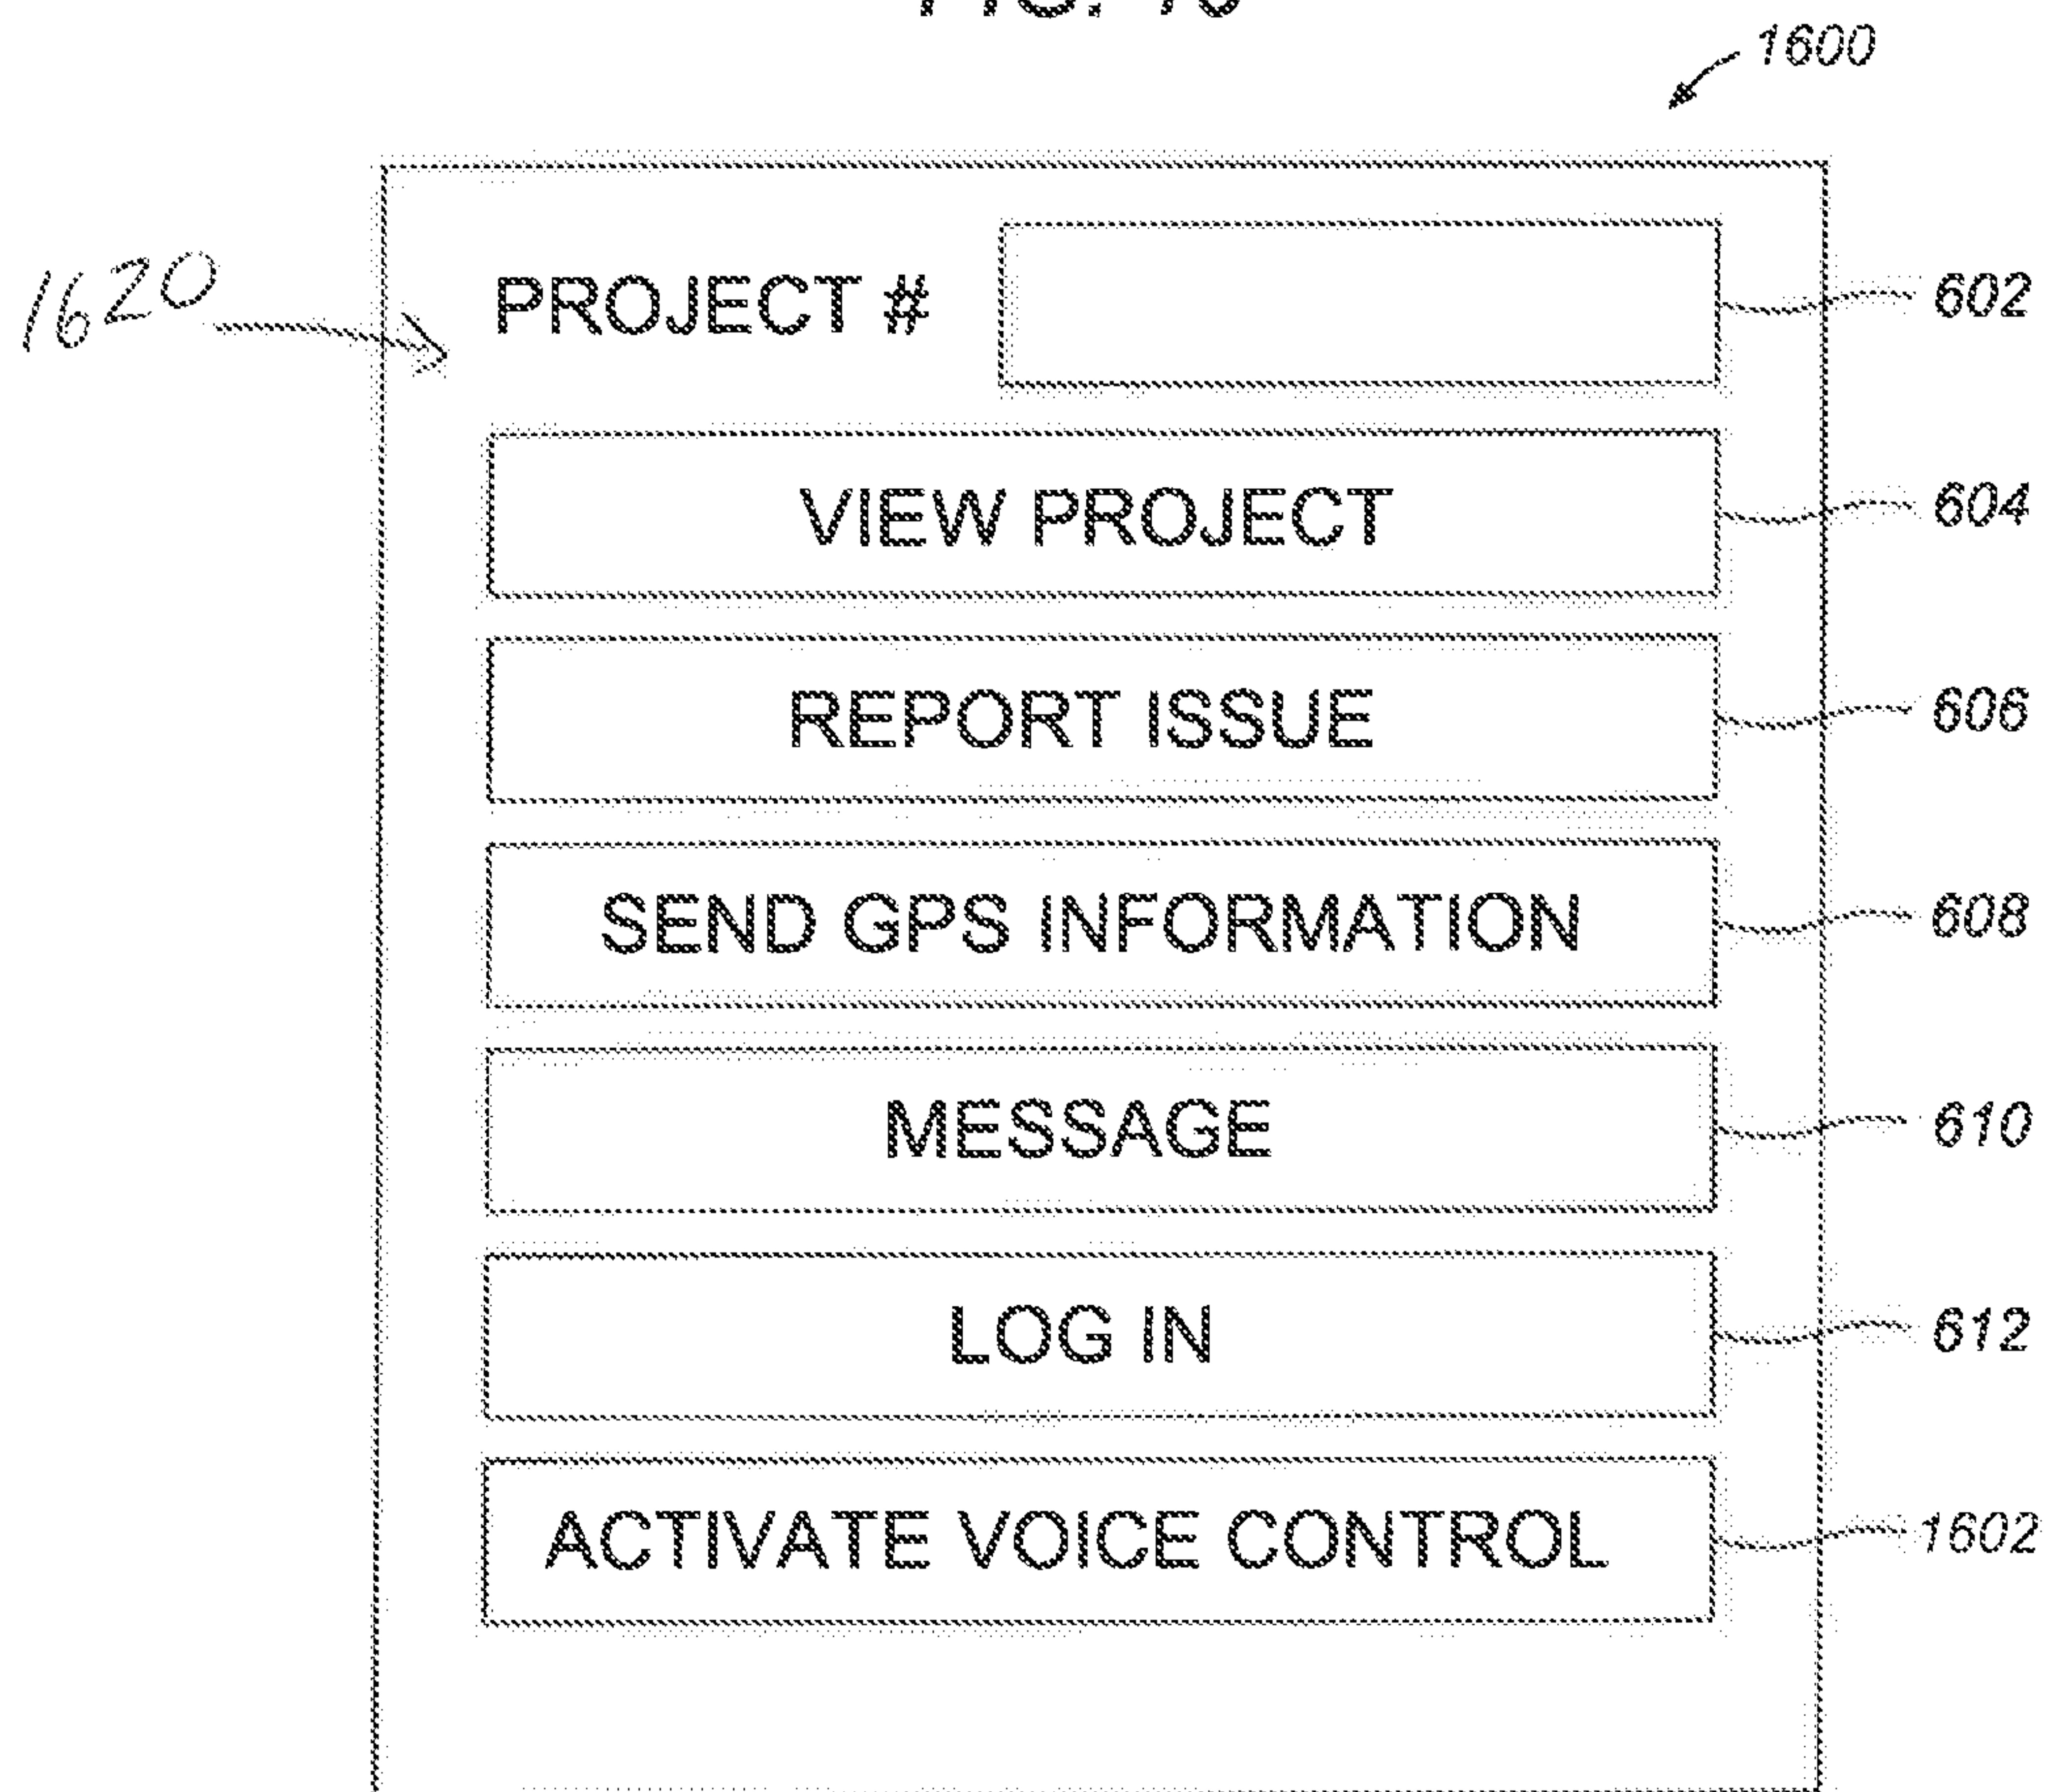 1600
1620
PROJECT #
602
VIEW PROJECT
604
REPORT ISSUE
606
SEND GPS INFORMATION
608
MESSAGE
610
LOG IN
612
ACTIVATE VOICE CONTROL
1602